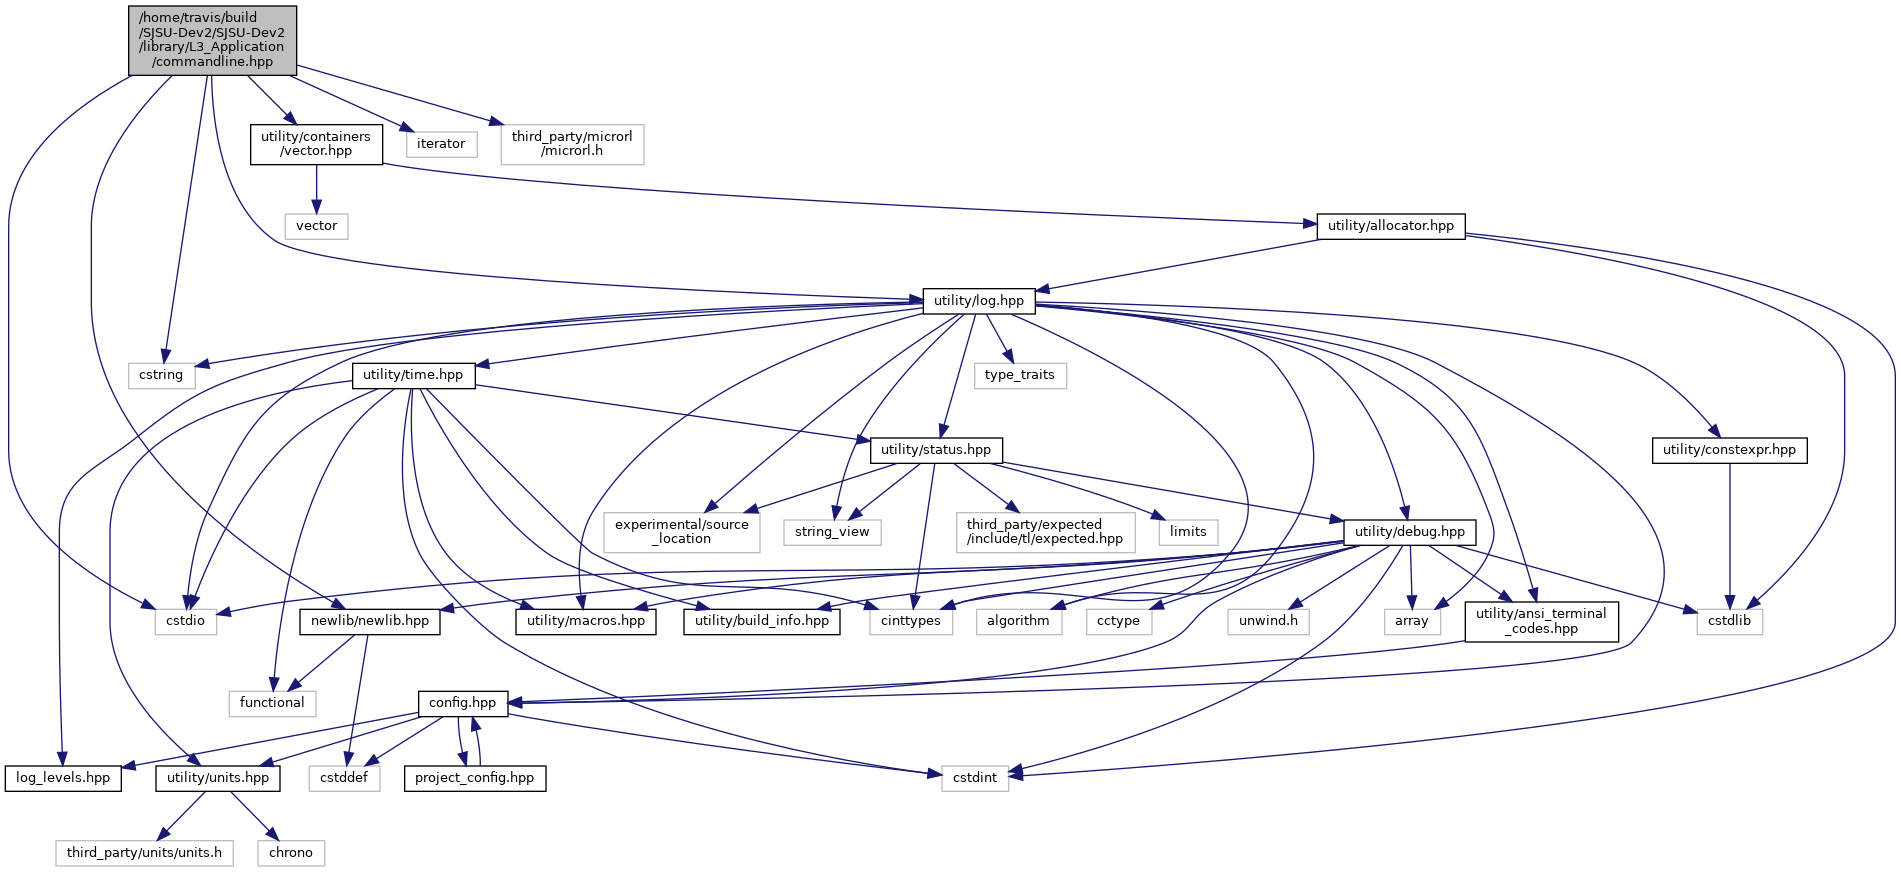 /home/travis/build
/SJSU-Dev2/SJSU-Dev2
/library/L3_Application
/commandline.hpp
utility/containers
/vector.hpp
iterator
third_party/microrl
/microrl.h
vector
utility/allocator.hpp
utility/log.hpp
cstring
utility/time.hpp
type_traits
utility/status.hpp
utility/constexpr.hpp
experimental/source
_location
string_view
third_party/expected
/include/tl/expected.hpp
limits
utility/debug.hpp
cstdio
newlib/newlib.hpp
utility/macros.hpp
utility/build_info.hpp
cinttypes
algorithm
cctype
unwind.h
array
utility/ansi_terminal
_codes.hpp
cstdlib
functional
config.hpp
log_levels.hpp
utility/units.hpp
cstddef
project_config.hpp
cstdint
third_party/units/units.h
chrono